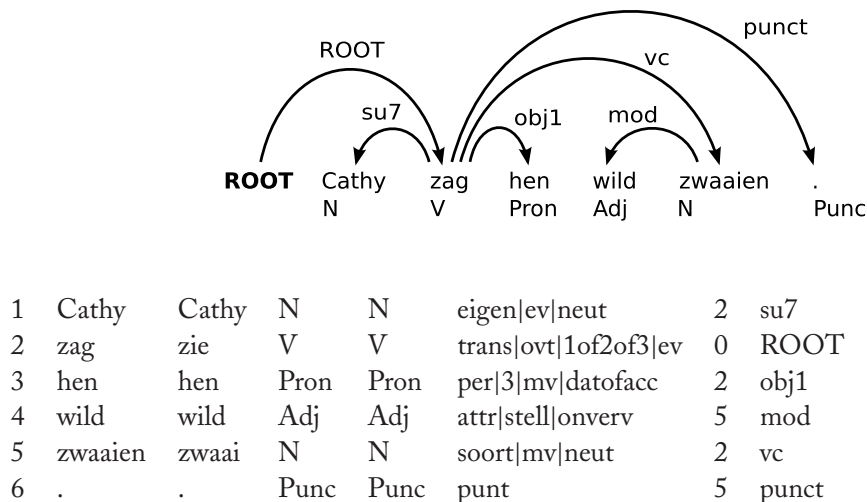 punct
ROOT
vc
su7 obj1 mod
ROOT Cathy zag hen wild zwaaien .
N V Pron Adj N Punc
1 Cathy Cathy N N eigen|ev|neut 2 su7
2 zag zie V V trans|ovt|1of2of3|ev 0 ROOT
3 hen hen Pron Pron per|3|mv|datofacc 2 obj1
4 wild wild Adj Adj attr|stell|onverv 5 mod
5 zwaaien zwaai N N soort|mv|neut 2 vc
6 . . Punc Punc punt 5 punct